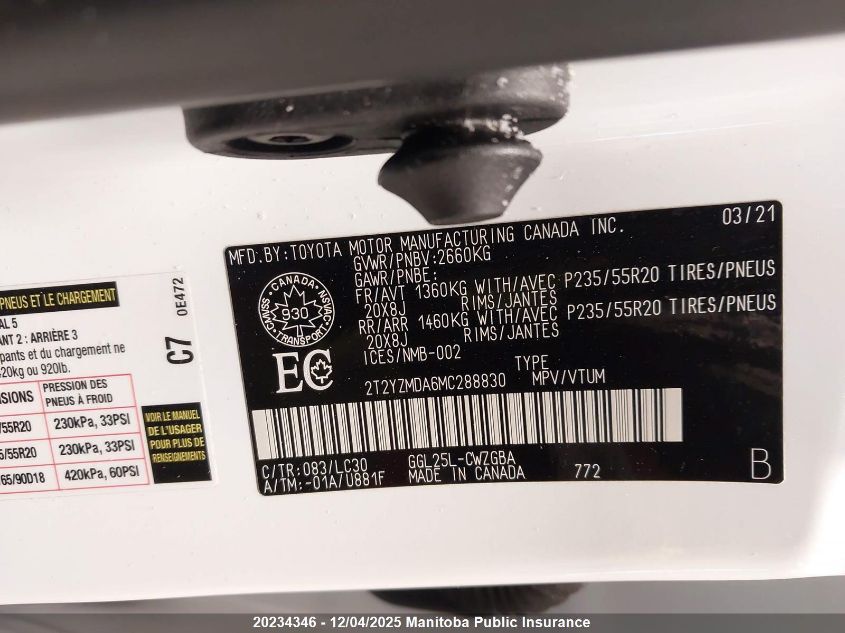 03/21
MFD.BY:TOYOTA MOTOR MANUFACTURING CANADA INC.
GVWR/PNBV:2660KG
GAWR/PNBE:
FR/AVT 1360KG WITH/AVEC P235/55R20 TIRES/PNEUS
20X8J RIMS/JANTES
RR/ARR 1460KG WITH/AVEC P235/55R20 TIRES/PNEUS
20X8J RIMS/JANTES
ICES/NMB-002
CANADA
CMVSS NSVAC
930
TRANSPORT
EC
TYPE
2T2YZMDA6MC288830 MPV/VTUM
C/TR:083/LC30 GGL25L-CWZGBA
A/TM:-01A/U881F MADE IN CANADA 772
B
PNEUS ET LE CHARGEMENT
AL 5
ANT 2 : ARRIÈRE 3
pants et du chargement ne
420kg ou 920lb.
C7
0E472
NSIONS PRESSION DES
PNEUS À FROID
/55R20 230kPa, 33PSI
5/55R20 230kPa, 33PSI
65/90D18 420kPa, 60PSI
VOIR LE MANUEL
DE L'USAGER
POUR PLUS DE
RENSEIGNEMENTS
20234346 - 12/04/2025 Manitoba Public Insurance